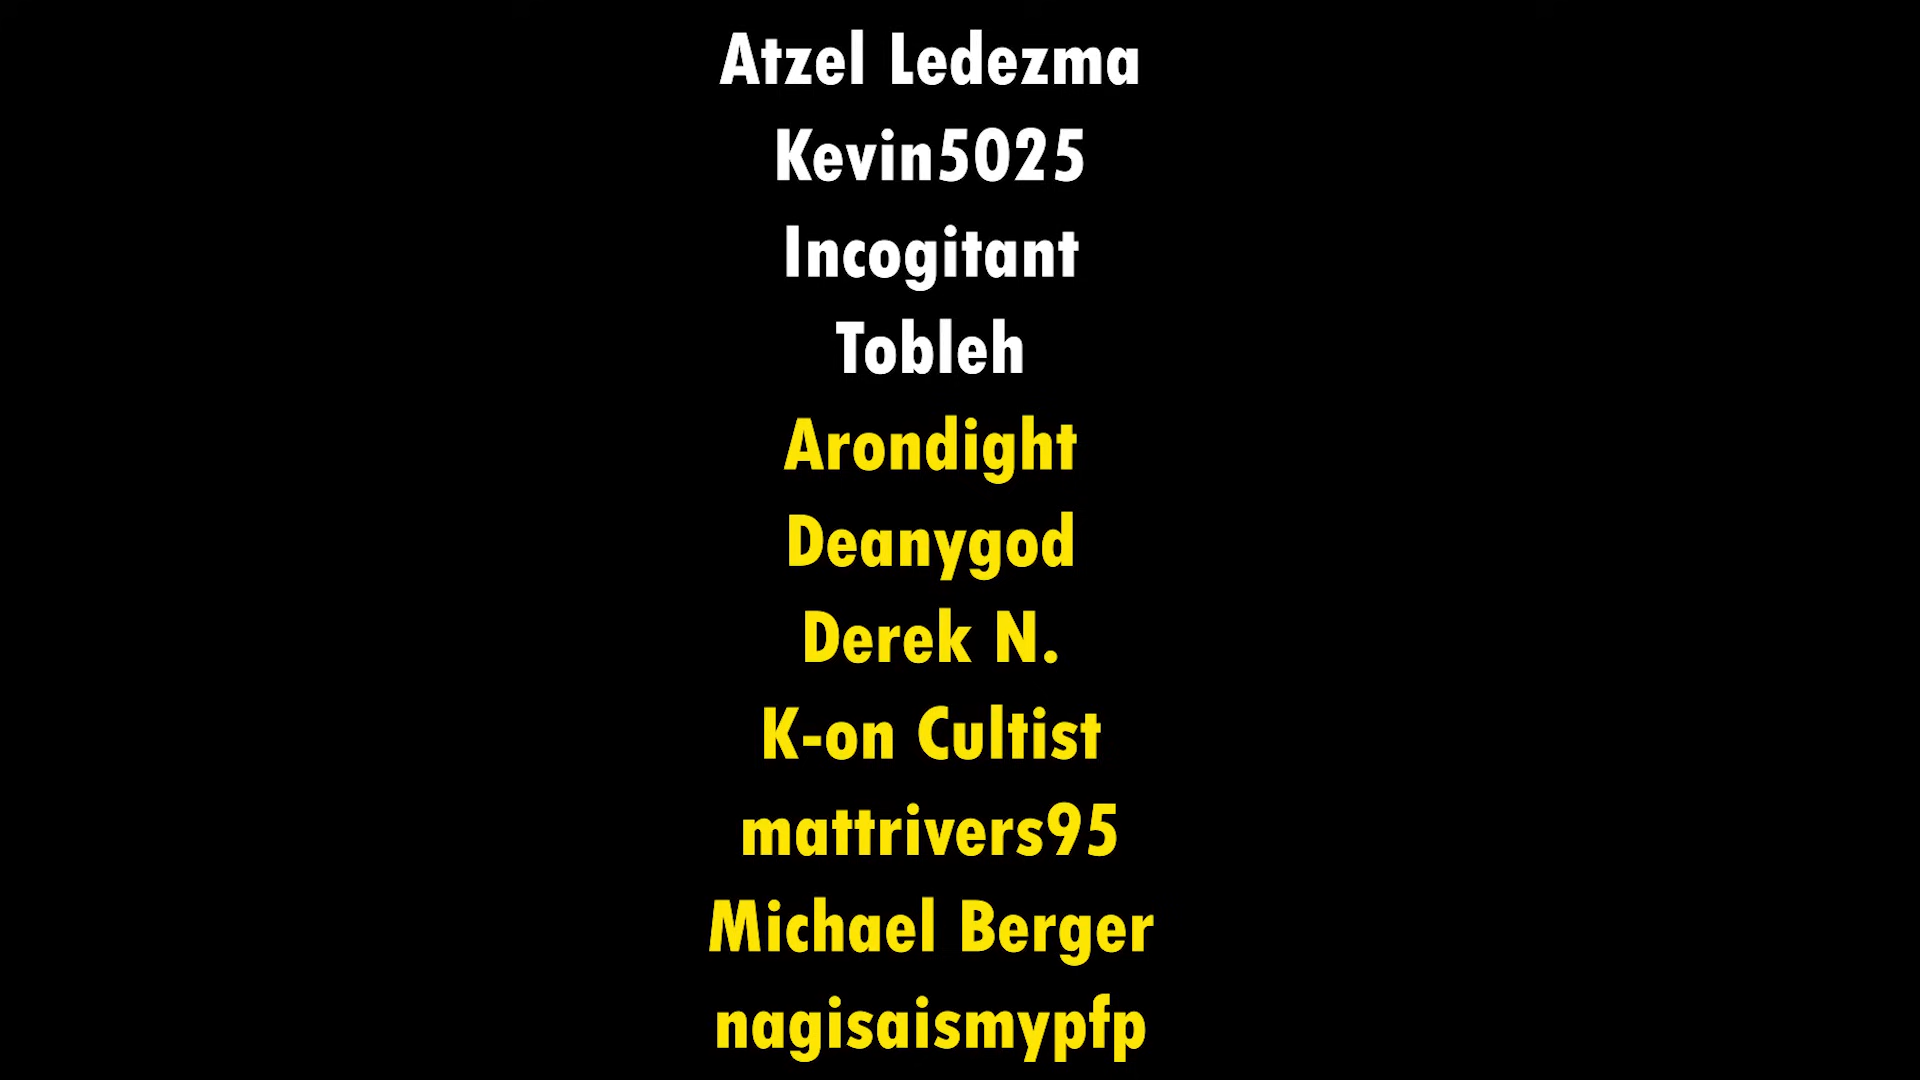 Atzel Ledezma
Kevin5025
Incogitant
Tobleh
Arondight
Deanygod
Derek N.
K-on Cultist
mattrivers95
Michael Berger
nagisaismypfp